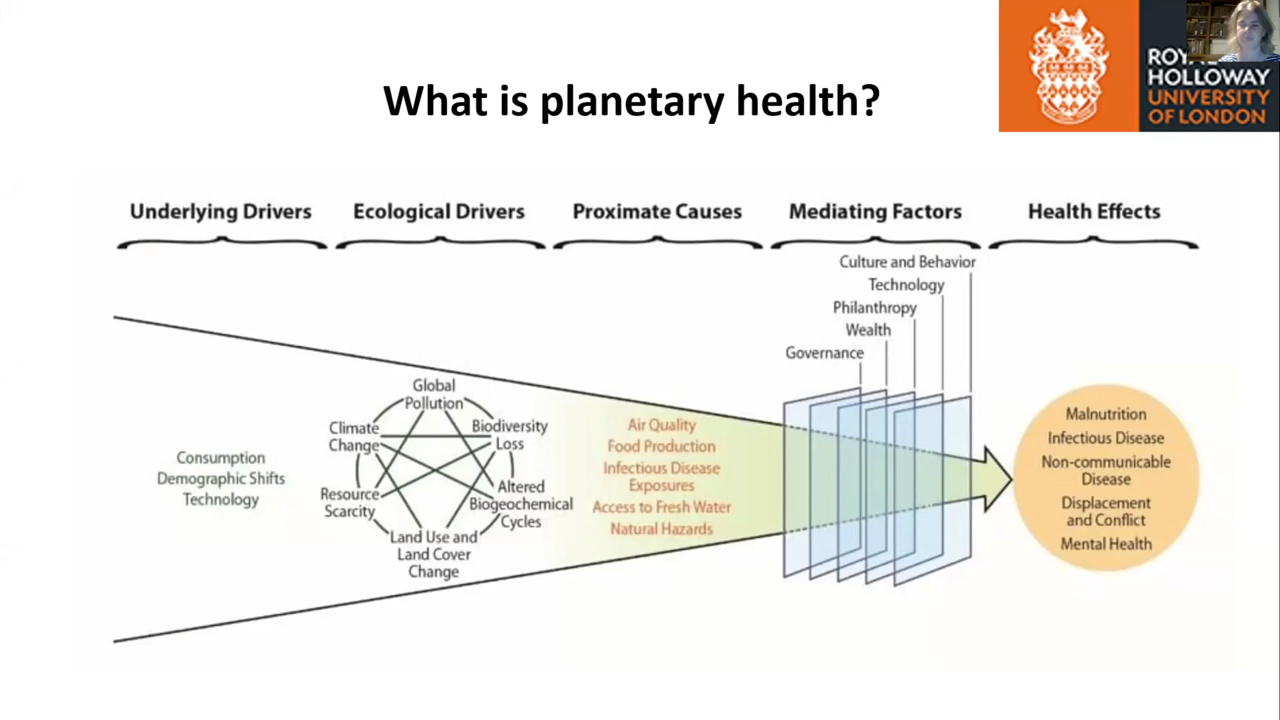 What is planetary health?
HOLLOWAY
UNIVERSITY
OF LONDON
Underlying Drivers
Ecological Drivers
Proximate Causes
Mediating Factors
Health Effects
Consumption
Demographic Shifts
Technology
Global
Pollution
Biodiversity
Loss
Altered
Biogeochemical
Cycles
Land Use and
Land Cover
Change
Resource
Scarcity
Climate
Change
Air Quality
Food Production
Infectious Disease
Exposures
Access to Fresh Water
Natural Hazards
Culture and Behavior
Technology
Philanthropy
Wealth
Governance
Malnutrition
Infectious Disease
Non-communicable
Disease
Displacement
and Conflict
Mental Health